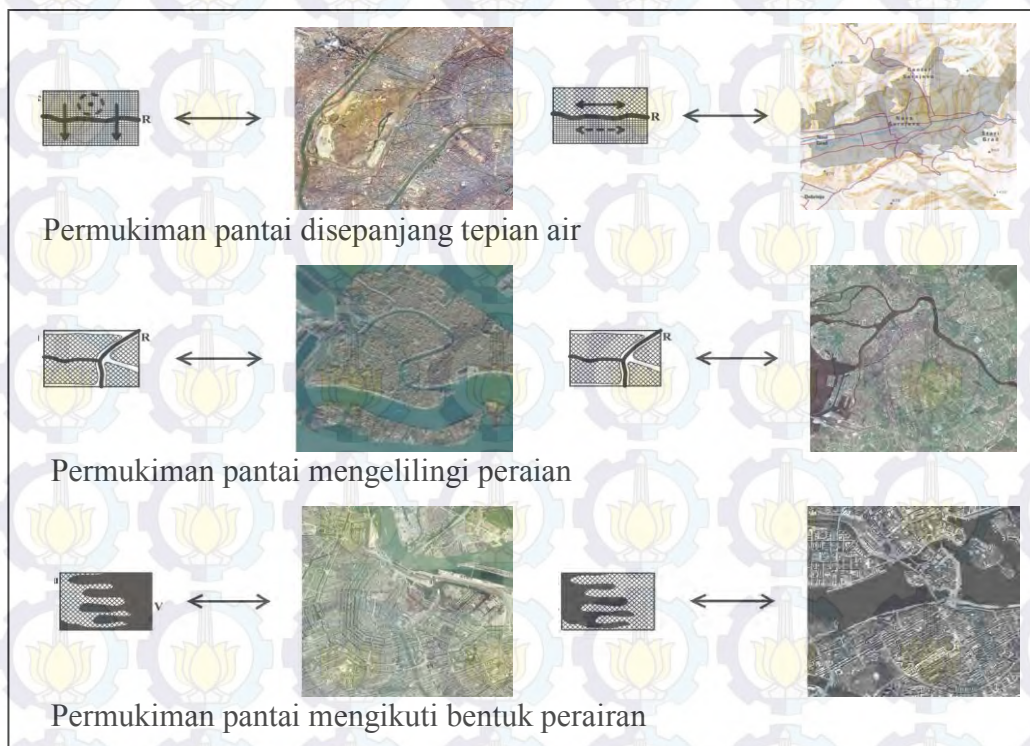 R
R
Permukiman pantai disepanjang tepian air
R
R
Permukiman pantai mengelilingi peraian
V
Permukiman pantai mengikuti bentuk perairan